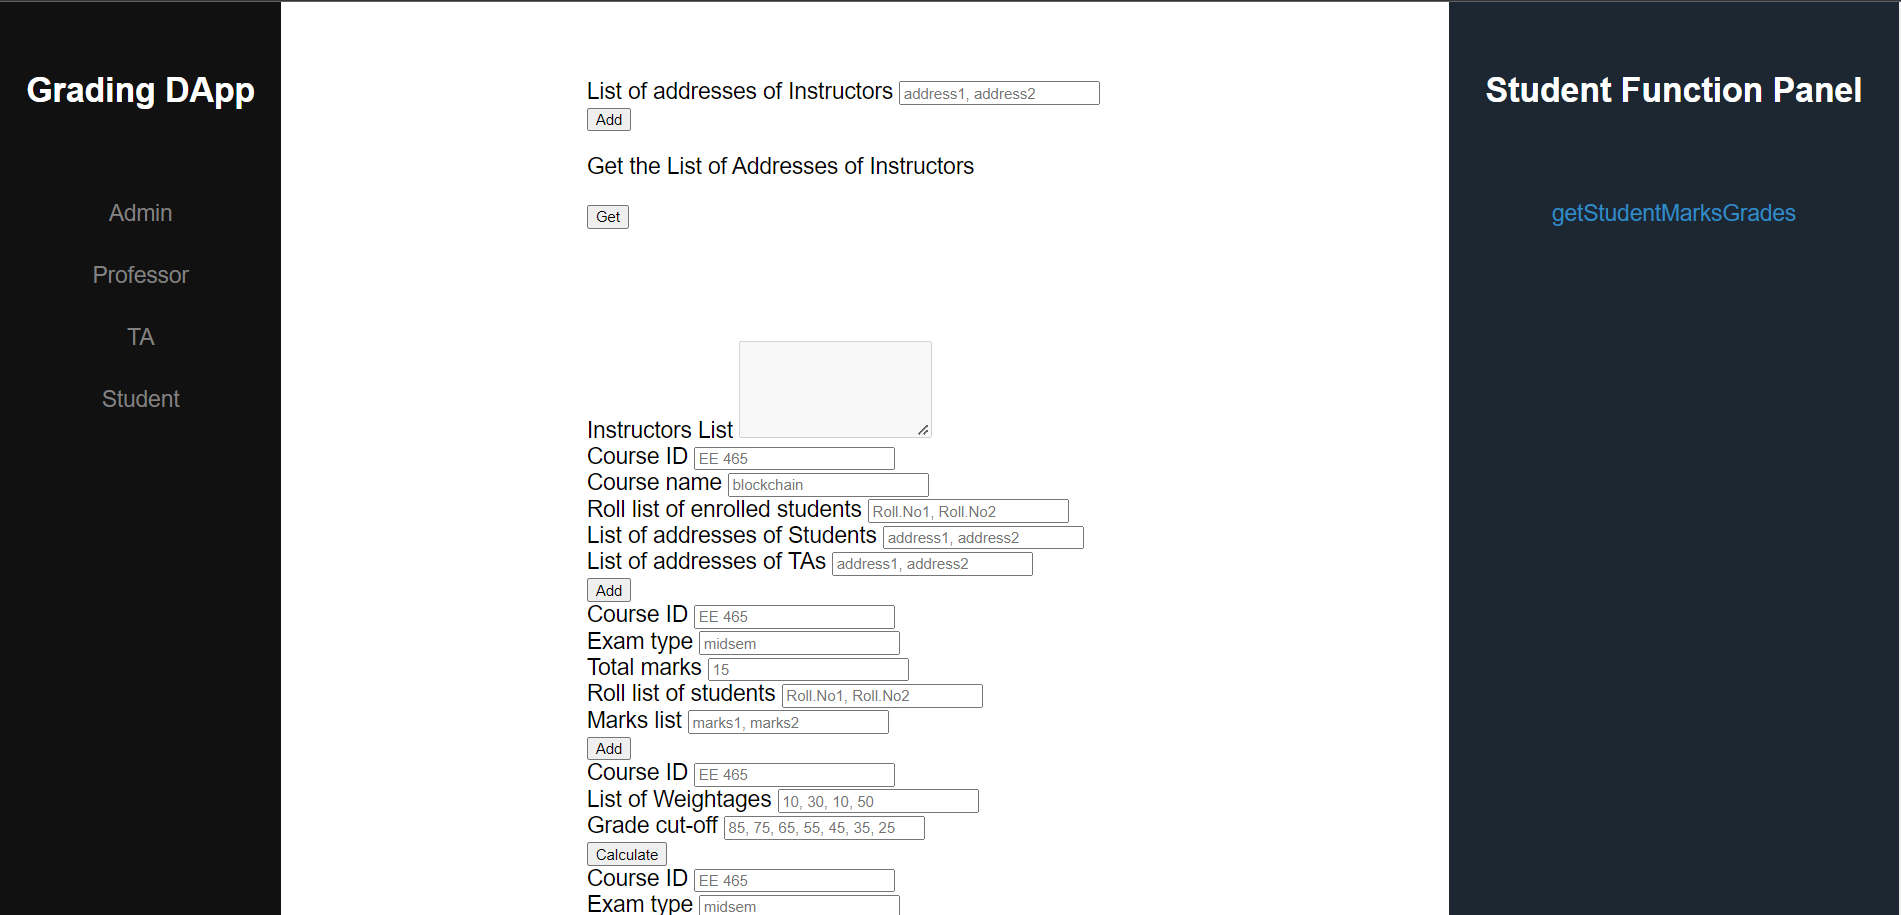 Grading DApp
Admin
Professor
TA
Student
List of addresses of Instructors address1, address2
Add
Get the List of Addresses of Instructors
Get
Instructors List
Course ID EE 465
Course name blockchain
Roll list of enrolled students Roll.No1, Roll.No2
List of addresses of Students address1, address2
List of addresses of TAs address1, address2
Add
Course ID EE 465
Exam type midsem
Total marks 15
Roll list of students Roll.No1, Roll.No2
Marks list marks1, marks2
Add
Course ID EE 465
List of Weightages 10, 30, 10, 50
Grade cut-off 85, 75, 65, 55, 45, 35, 25
Calculate
Course ID EE 465
Exam type midsem
Student Function Panel
getStudentMarksGrades